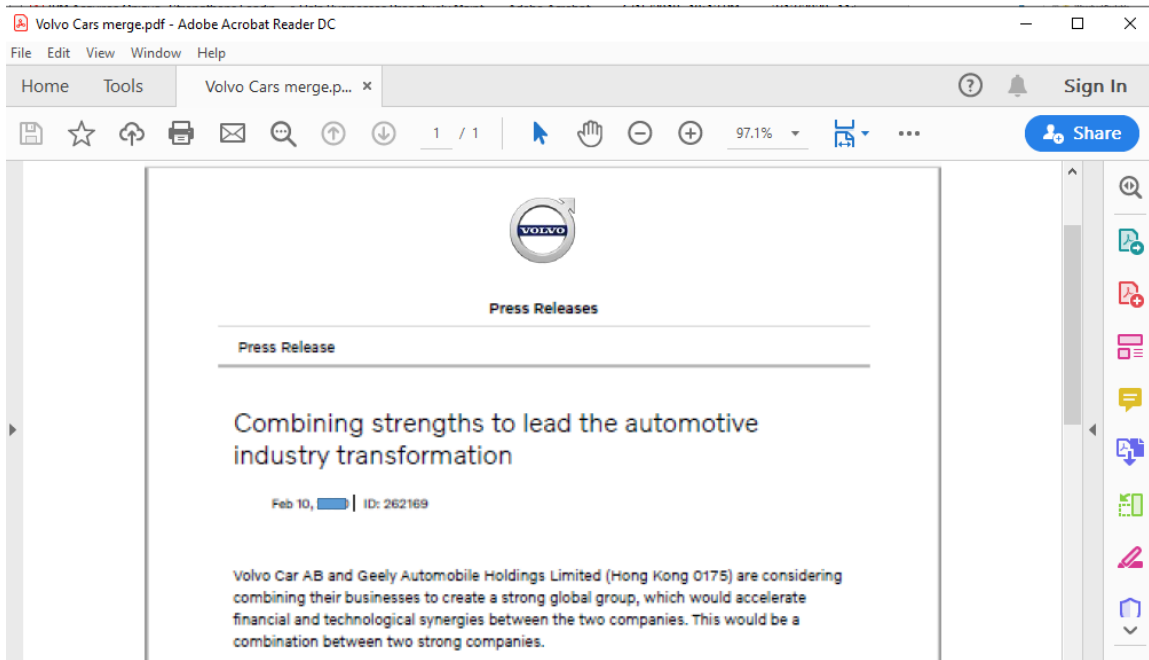 Volvo Cars merge.pdf - Adobe Acrobat Reader DC
File Edit View Window Help
Home Tools Volvo Cars merge.p... × Sign In
1 / 1 97.1% Share
VOLVO
Press Releases
Press Release
Combining strengths to lead the automotive
industry transformation
Feb 10, | ID: 262169
Volvo Car AB and Geely Automobile Holdings Limited (Hong Kong 0175) are considering
combining their businesses to create a strong global group, which would accelerate
financial and technological synergies between the two companies. This would be a
combination between two strong companies.